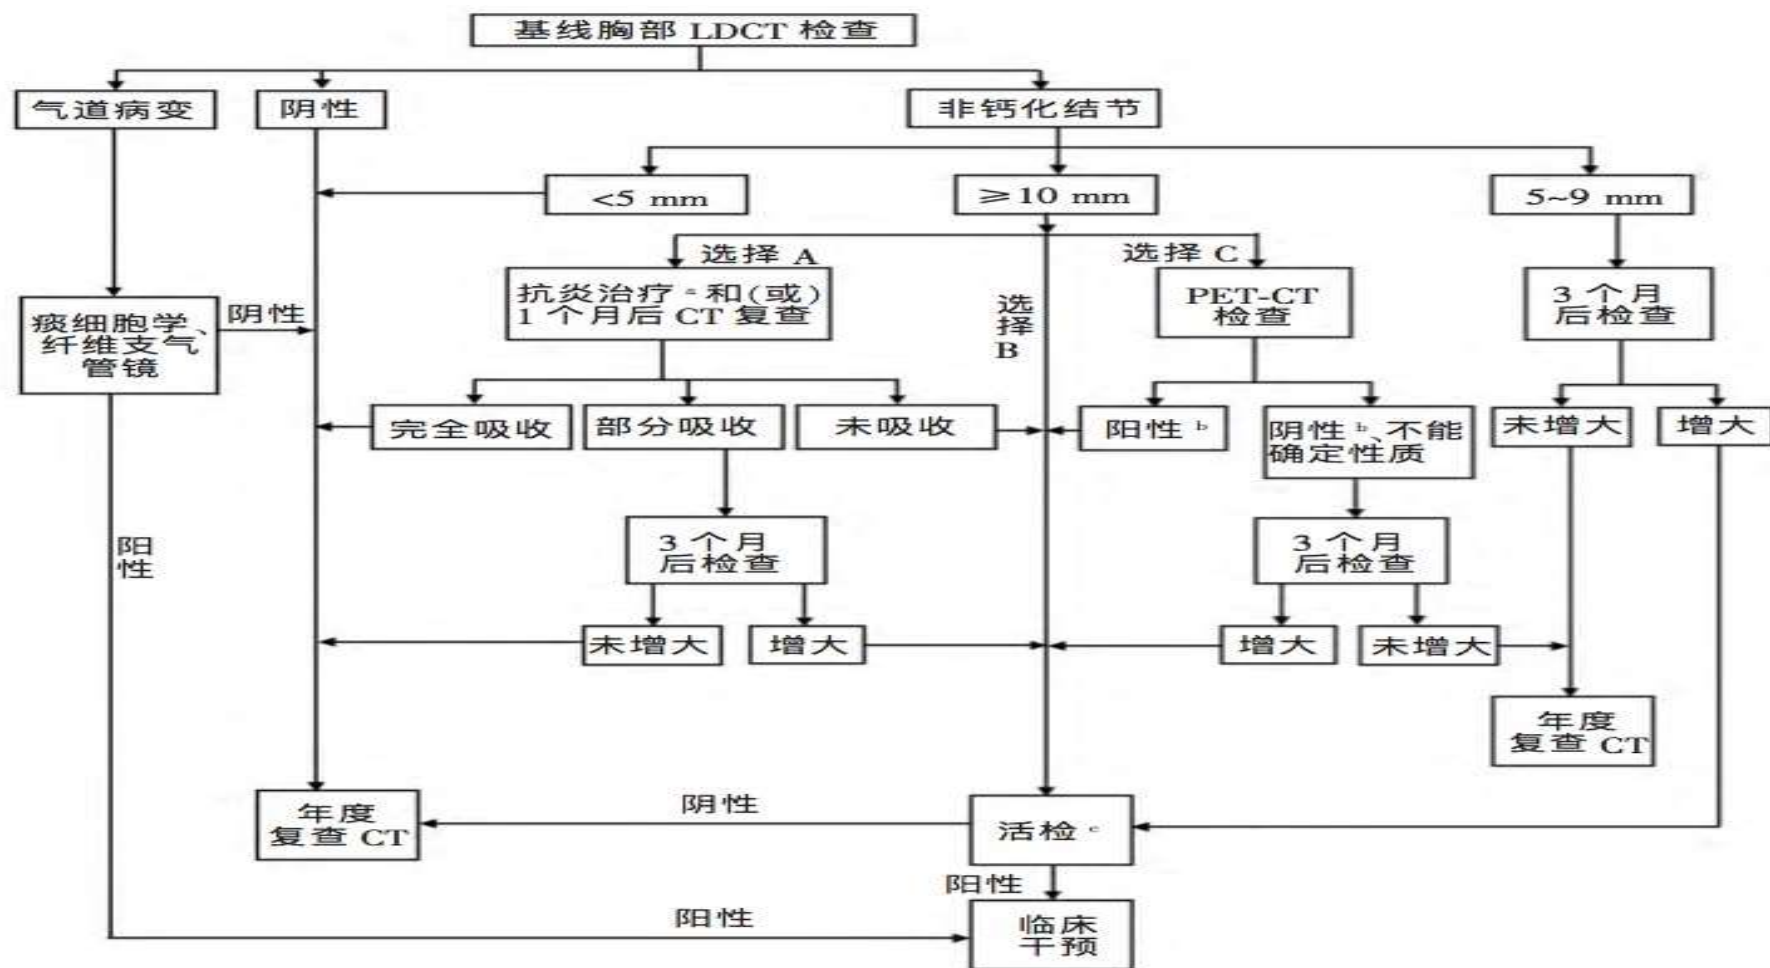 基线胸部 LDCT 检查
气道病变
阴性
非钙化结节
<5 mm
≥10 mm
5~9 mm
选择 A
选择 C
抗炎治疗 a 和(或)
1 个月后 CT 复查
选择
B
PET-CT
检查
3 个月
后检查
痰细胞学、
纤维支气
管镜
阴性
完全吸收
部分吸收
未吸收
阳性 b
阴性 b、不能
确定性质
未增大
增大
阳
性
3 个月
后检查
3 个月
后检查
未增大
增大
增大
未增大
年度
复查 CT
年度
复查 CT
阴性
活检 c
阳性
阳性
临床
干预